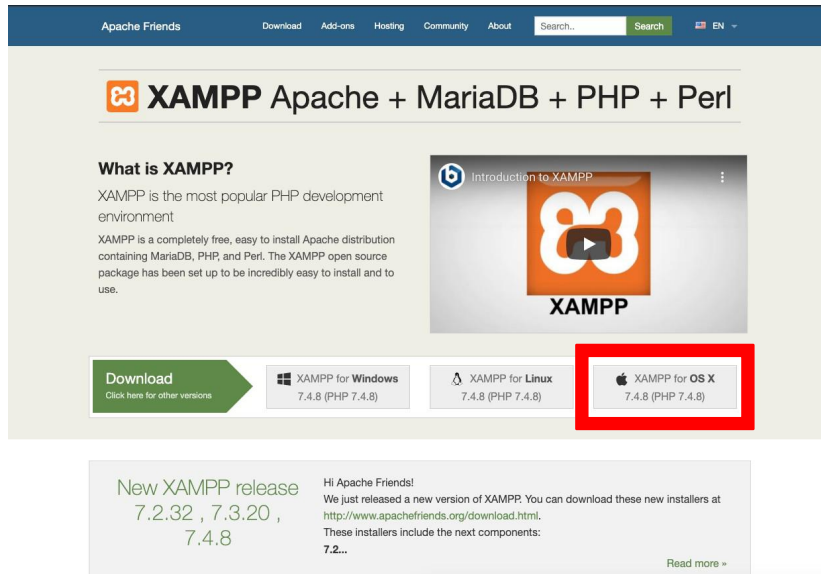 Apache Friends
Download Add-ons Hosting Community About Search.. Search EN
XAMPP Apache + MariaDB + PHP + Perl
What is XAMPP?
XAMPP is the most popular PHP development
environment
XAMPP is a completely free, easy to install Apache distribution
containing MariaDB, PHP, and Perl. The XAMPP open source
package has been set up to be incredibly easy to install and to
use.
Introduction to XAMPP
XAMPP
Download
Click here for other versions
XAMPP for Windows
7.4.8 (PHP 7.4.8)
XAMPP for Linux
7.4.8 (PHP 7.4.8)
XAMPP for OS X
7.4.8 (PHP 7.4.8)
New XAMPP release
7.2.32 , 7.3.20 ,
7.4.8
Hi Apache Friends!
We just released a new version of XAMPP. You can download these new installers at
http://www.apachefriends.org/download.html.
These installers include the next components:
7.2...
Read more »